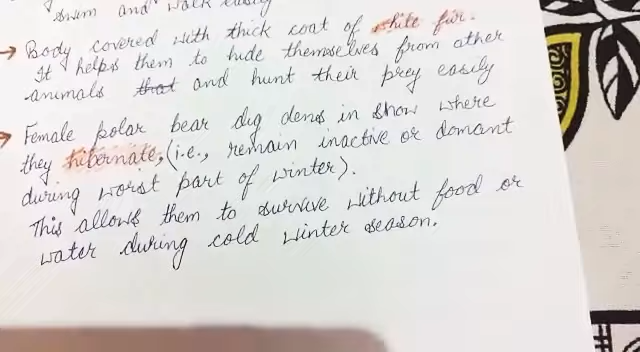 swim and walk easily
→ Body covered with thick coat of white fur.
It helps them to hide themselves from other
animals that and hunt their prey easily
→ Female polar bear dig dens in snow where
they hibernate, (i.e., remain inactive or domant
during worst part of winter).
This allows them to survive without food or
water during cold winter season.